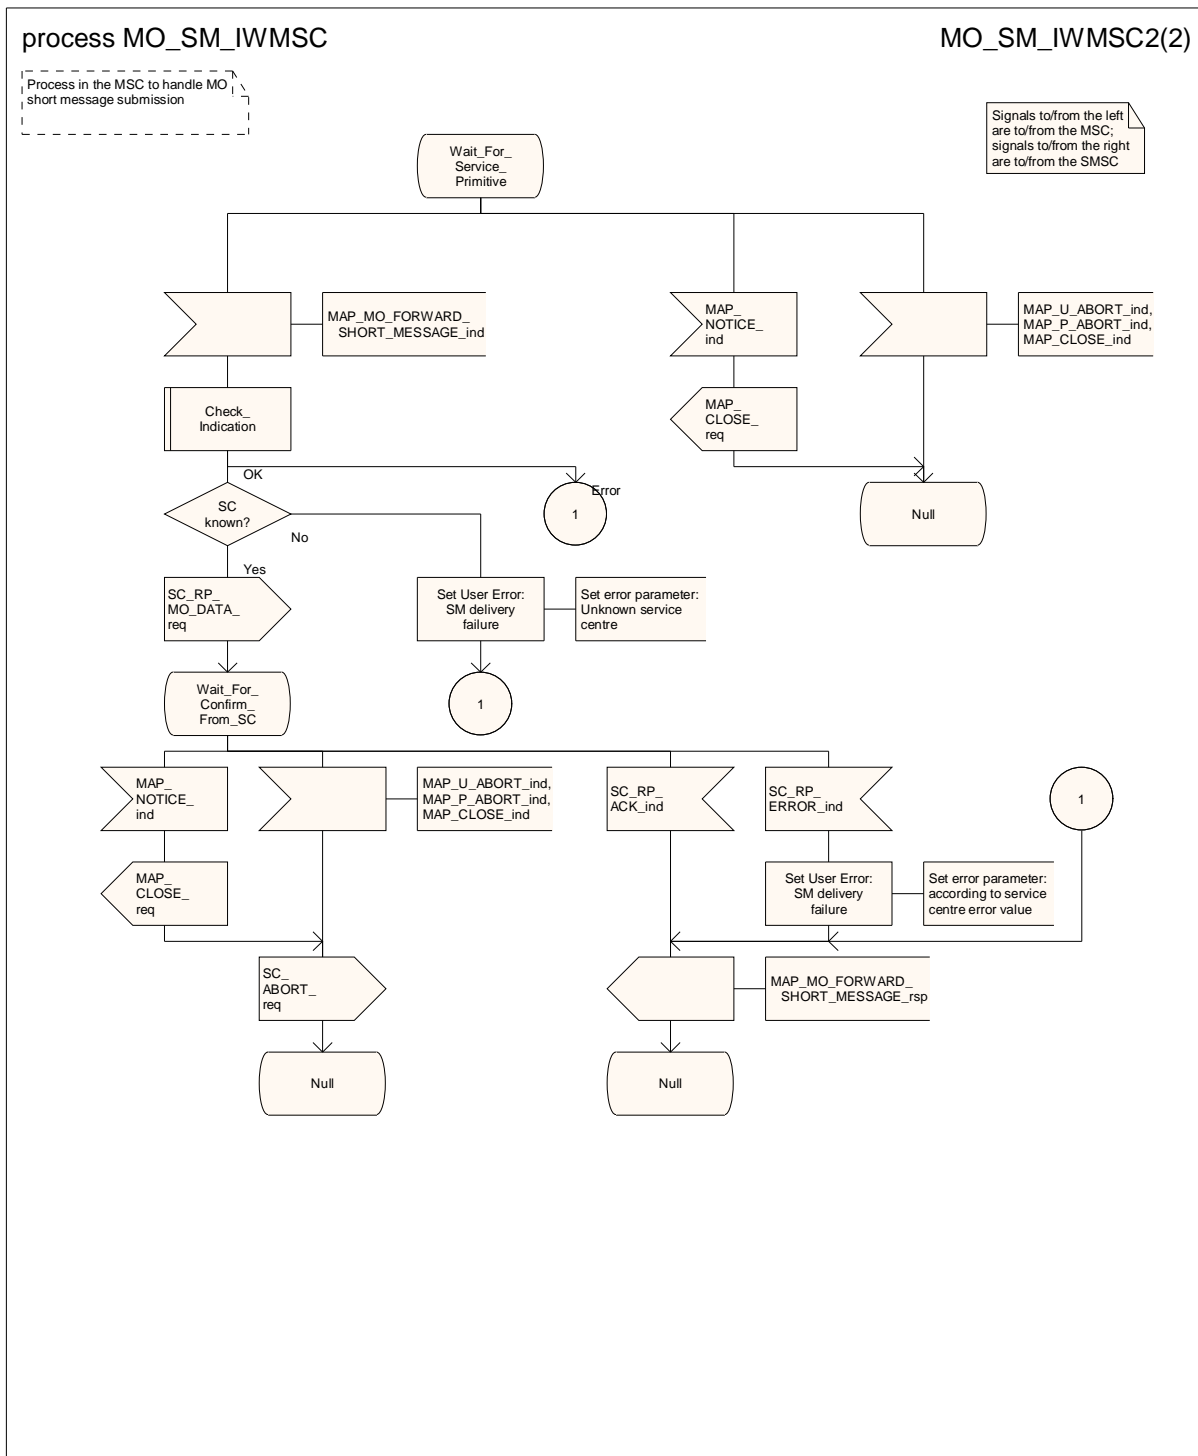 process MO_SM_IWMSC
MO_SM_IWMSC2(2)
Process in the MSC to handle MO
short message submission
Signals to/from the left
are to/from the MSC;
signals to/from the right
are to/from the SMSC
Wait_For_
Service_
Primitive
MAP_MO_FORWARD_
SHORT_MESSAGE_ind
MAP_
NOTICE_
ind
MAP_U_ABORT_ind,
MAP_P_ABORT_ind,
MAP_CLOSE_ind
Check_
Indication
MAP_
CLOSE_
req
OK
Error
SC
known?
No
1
Null
Yes
SC_RP_
MO_DATA_
req
Set User Error:
SM delivery
failure
Set error parameter:
Unknown service
centre
Wait_For_
Confirm_
From_SC
1
MAP_
NOTICE_
ind
MAP_U_ABORT_ind,
MAP_P_ABORT_ind,
MAP_CLOSE_ind
SC_RP_
ACK_ind
SC_RP_
ERROR_ind
1
MAP_
CLOSE_
req
Set User Error:
SM delivery
failure
Set error parameter:
according to service
centre error value
SC_
ABORT_
req
MAP_MO_FORWARD_
SHORT_MESSAGE_rsp
Null
Null